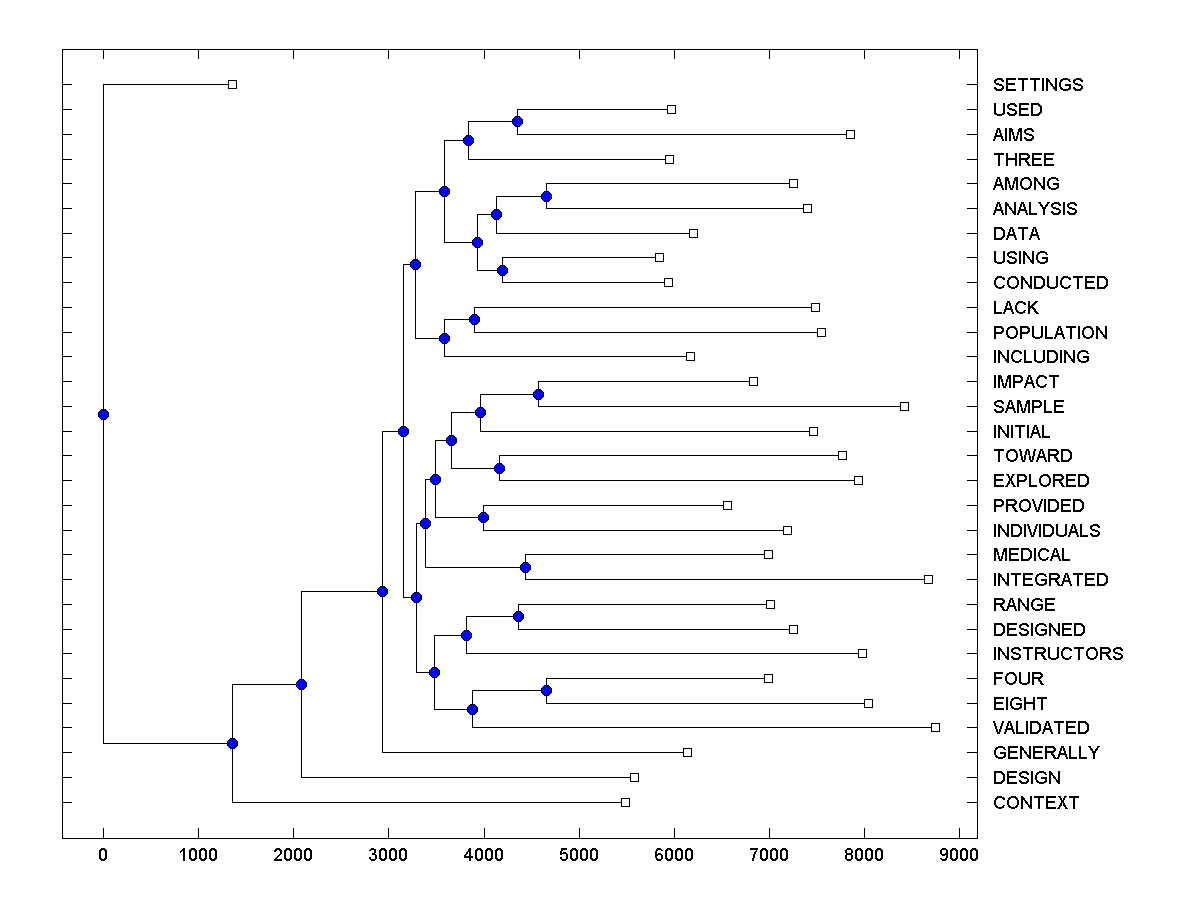 SETTINGS
USED
AIMS
THREE
AMONG
ANALYSIS
DATA
USING
CONDUCTED
LACK
POPULATION
INCLUDING
IMPACT
SAMPLE
INITIAL
TOWARD
EXPLORED
PROVIDED
INDIVIDUALS
MEDICAL
INTEGRATED
RANGE
DESIGNED
INSTRUCTORS
FOUR
EIGHT
VALIDATED
GENERALLY
DESIGN
CONTEXT
0 1000 2000 3000 4000 5000 6000 7000 8000 9000